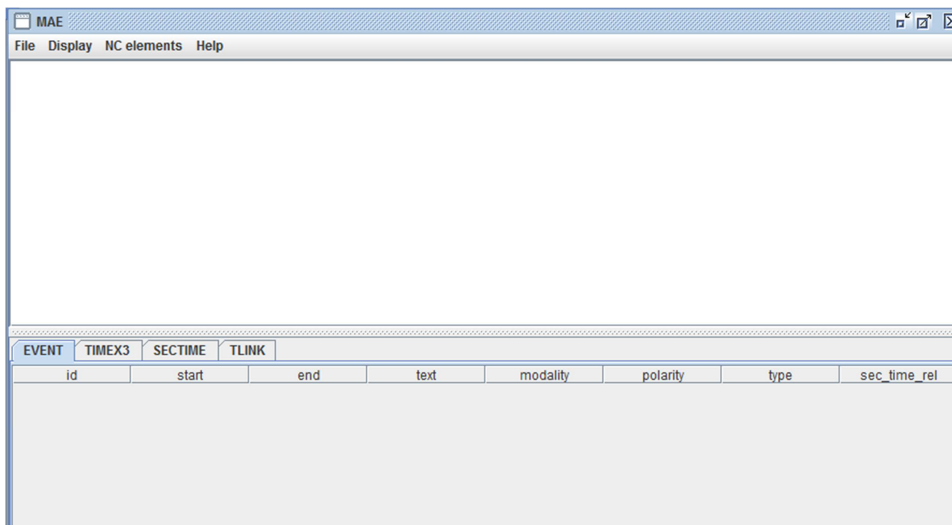 MAE
File Display NC elements Help
EVENT TIMEX3 SECTIME TLINK
id start end text modality polarity type sec_time_rel